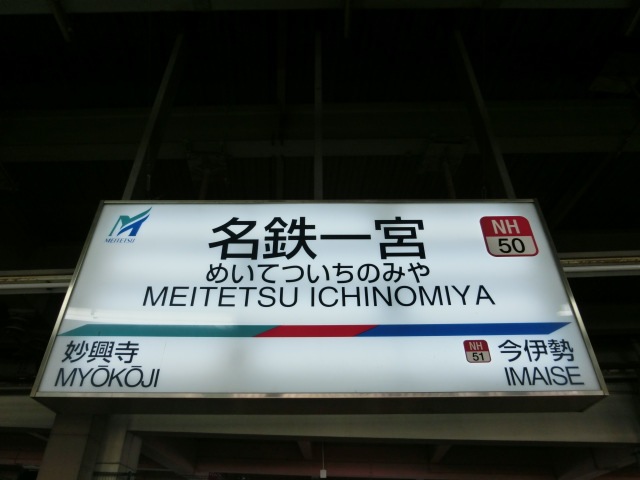 MEITETSU
名鉄一宮
めいてついちのみや
MEITETSU ICHINOMIYA
NH
50
妙興寺
MYŌKŌJI
NH
51
今伊勢
IMAISE